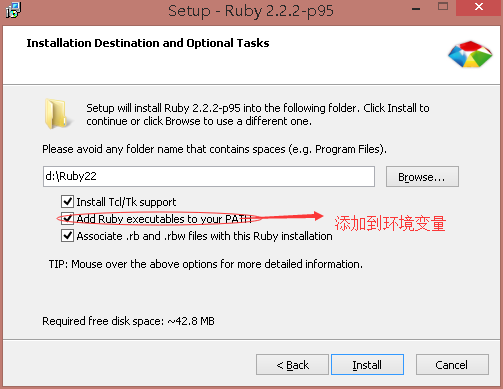 Setup - Ruby 2.2.2-p95
Installation Destination and Optional Tasks
Setup will install Ruby 2.2.2-p95 into the following folder. Click Install to
continue or click Browse to use a different one.
Please avoid any folder name that contains spaces (e.g. Program Files).
d:\Ruby22
Browse...
Install Tcl/Tk support
Add Ruby executables to your PATH
添加到环境变量
Associate .rb and .rbw files with this Ruby installation
TIP: Mouse over the above options for more detailed information.
Required free disk space: ~42.8 MB
< Back
Install
Cancel